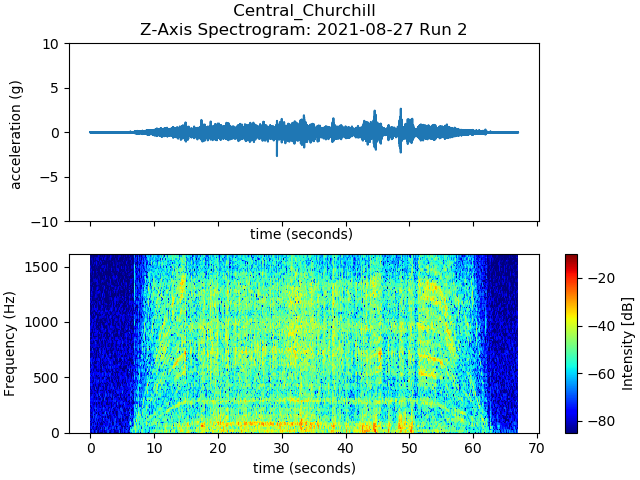 Central_Churchill
Z-Axis Spectrogram: 2021-08-27 Run 2
10
5
0
−5
−10
acceleration (g)
time (seconds)
1500
1000
500
0
Frequency (Hz)
0 10 20 30 40 50 60 70
time (seconds)
−20
−40
−60
−80
Intensity [dB]